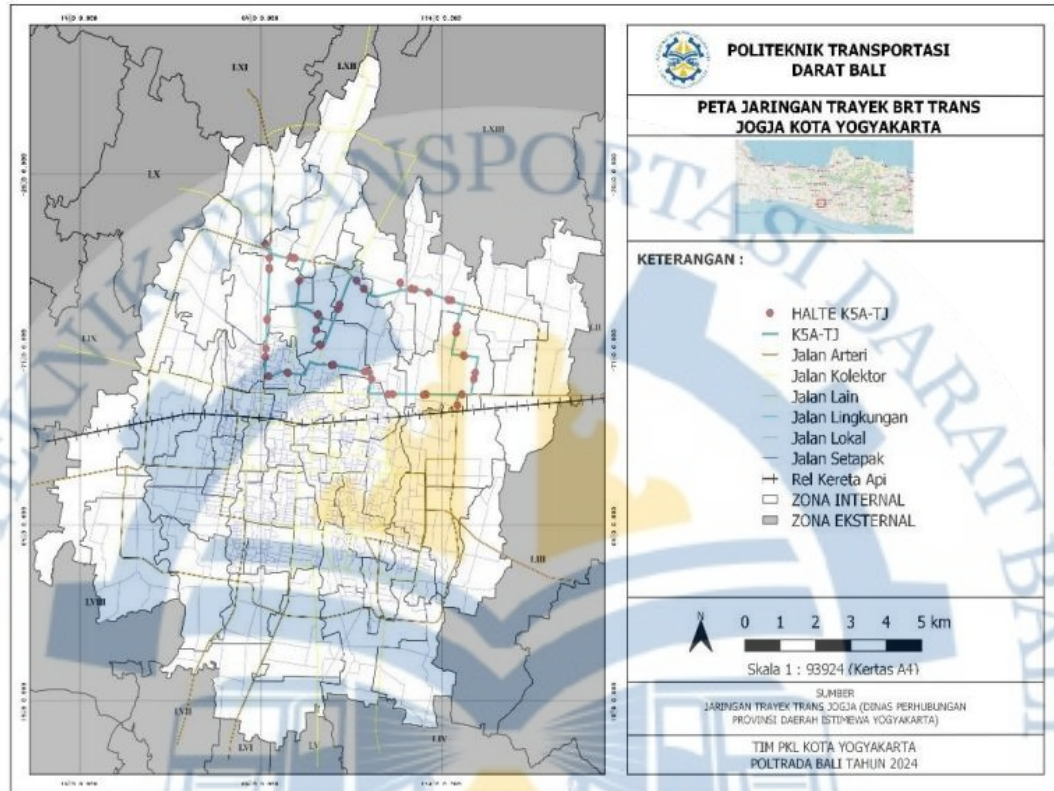 POLITEKNIK TRANSPORTASI
DARAT BALI
PETA JARINGAN TRAYEK BRT TRANS
JOGJA KOTA YOGYAKARTA
KETERANGAN :
HALTE K5A-TJ
K5A-TJ
Jalan Arteri
Jalan Kolektor
Jalan Lain
Jalan Lingkungan
Jalan Lokal
Jalan Setapak
Rel Kereta Api
ZONA INTERNAL
ZONA EKSTERNAL
N
0 1 2 3 4 5 km
Skala 1 : 93924 (Kertas A4)
SUMBER
JARINGAN TRAYEK TRANS JOGJA (DINAS PERHUBUNGAN
PROVINSI DAERAH ISTIMEWA YOGYAKARTA)
TIM PKL KOTA YOGYAKARTA
POLTRADA BALI TAHUN 2024
LXI
LXII
LXIII
LX
LIX
LII
LIII
LVIII
LVII
LVI
LV
LIV
POLITEKNIK TRANSPORTASI DARAT BALI